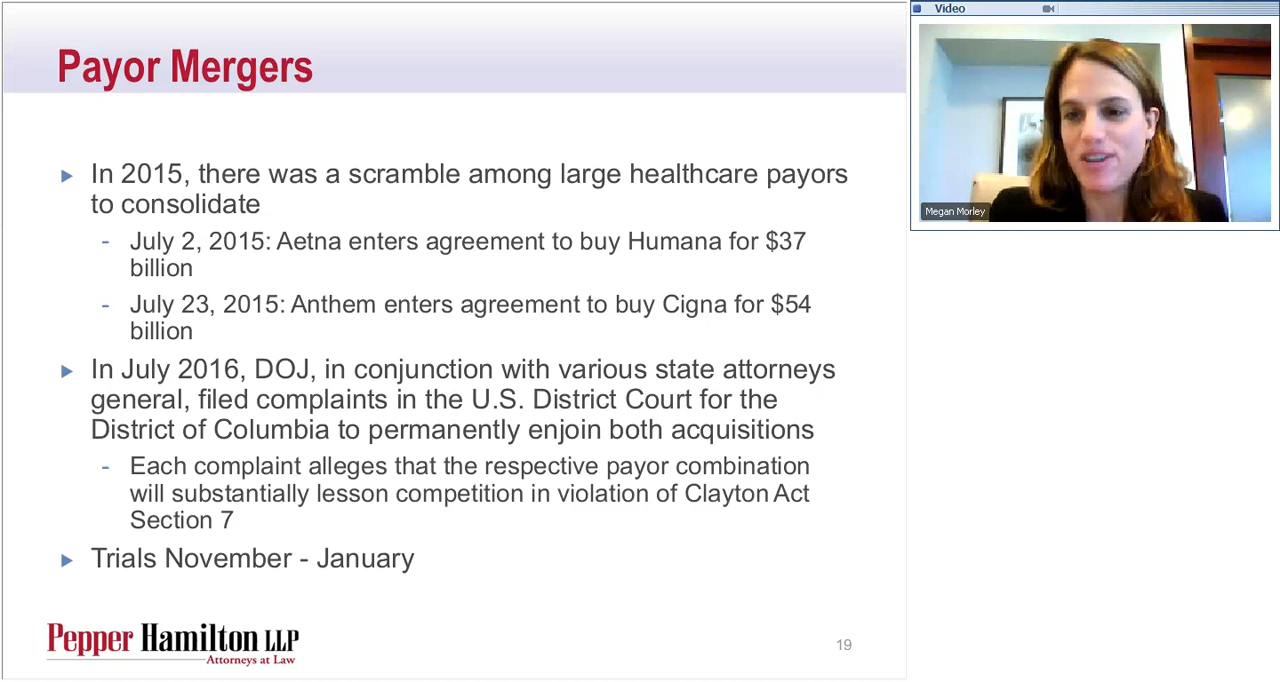 Payor Mergers
In 2015, there was a scramble among large healthcare payors
to consolidate
- July 2, 2015: Aetna enters agreement to buy Humana for $37
billion
- July 23, 2015: Anthem enters agreement to buy Cigna for $54
billion
In July 2016, DOJ, in conjunction with various state attorneys
general, filed complaints in the U.S. District Court for the
District of Columbia to permanently enjoin both acquisitions
- Each complaint alleges that the respective payor combination
will substantially lesson competition in violation of Clayton Act
Section 7
Trials November - January
Pepper Hamilton LLP
Attorneys at Law
19
Video
Megan Morley